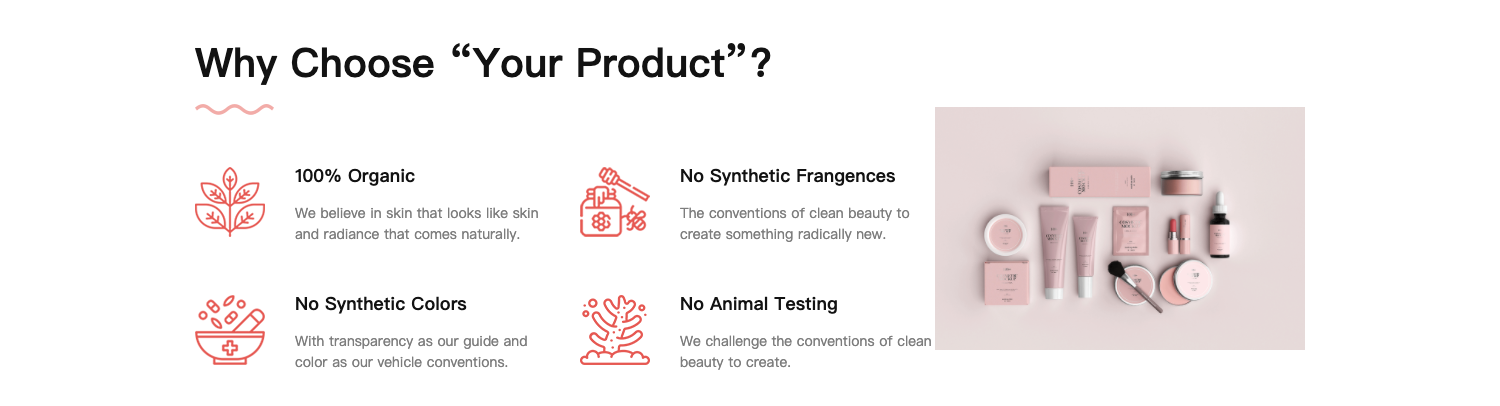 Why Choose “Your Product”?
100% Organic
We believe in skin that looks like skin
and radiance that comes naturally.
No Synthetic Frangences
The conventions of clean beauty to
create something radically new.
No Synthetic Colors
With transparency as our guide and
color as our vehicle conventions.
No Animal Testing
We challenge the conventions of clean
beauty to create.